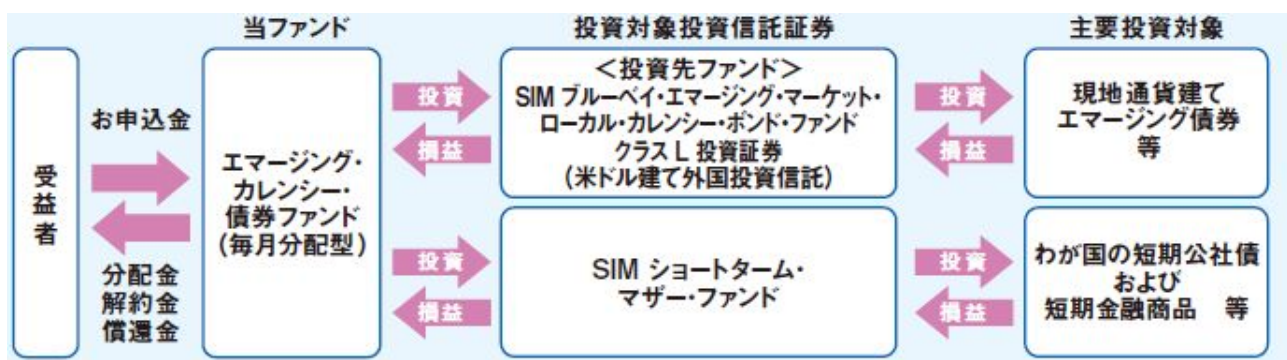 当ファンド
投資対象投資信託証券
主要投資対象
受益者
お申込金
分配金
解約金
償還金
エマージング・
カレンシー・
債券ファンド
(毎月分配型)
投資
損益
<投資先ファンド>
SIM ブルーベイ・エマージング・マーケット・
ローカル・カレンシー・ボンド・ファンド
クラス L 投資証券
(米ドル建て外国投資信託)
投資
損益
現地通貨建て
エマージング債券
等
投資
損益
SIM ショートターム・
マザー・ファンド
投資
損益
わが国の短期公社債
および
短期金融商品 等